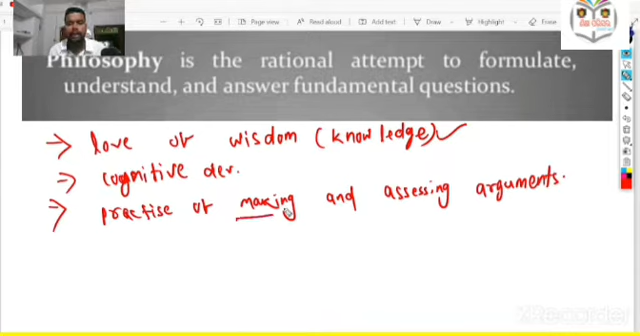 Page view
Read aloud
Add text
Draw
Highlight
Erase
Philosophy is the rational attempt to formulate,
understand, and answer fundamental questions.
→ love of wisdom (knowledge) ✓
→ cognitive dev.
→ practise of making and assessing arguments.
XRecorder